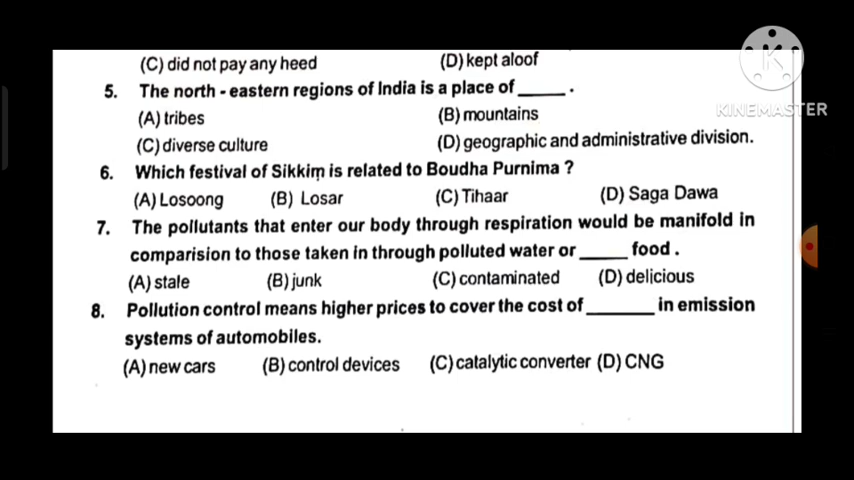 (C) did not pay any heed (D) kept aloof
5. The north - eastern regions of India is a place of _____ .
(A) tribes (B) mountains
(C) diverse culture (D) geographic and administrative division.
6. Which festival of Sikkim is related to Boudha Purnima ?
(A) Losoong (B) Losar (C) Tihaar (D) Saga Dawa
7. The pollutants that enter our body through respiration would be manifold in
comparision to those taken in through polluted water or _____ food .
(A) stale (B) junk (C) contaminated (D) delicious
8. Pollution control means higher prices to cover the cost of _______ in emission
systems of automobiles.
(A) new cars (B) control devices (C) catalytic converter (D) CNG
K
KINEMASTER